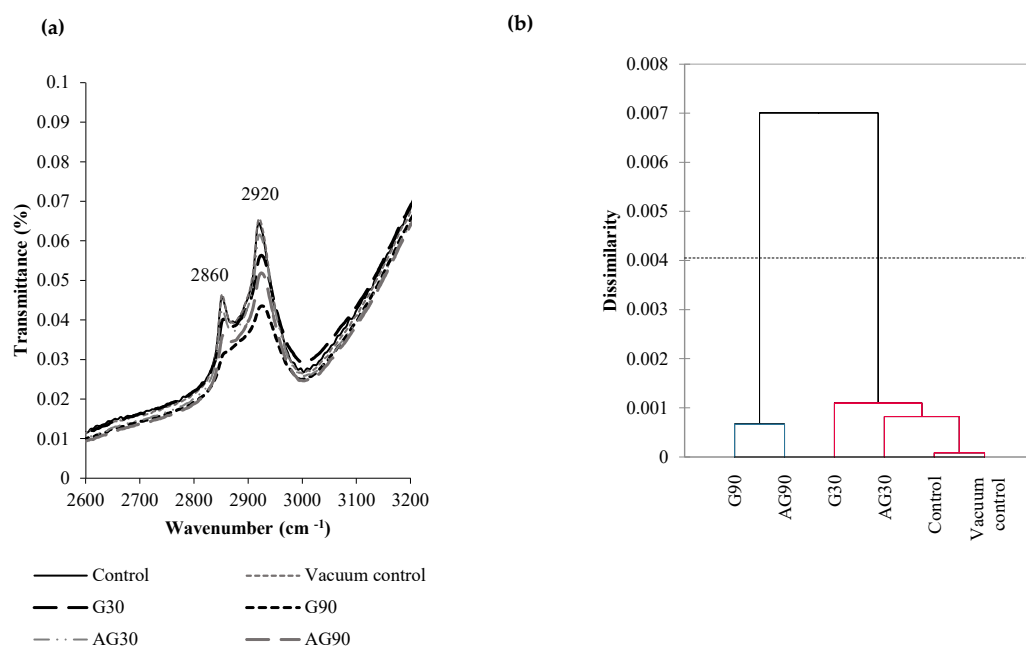 (a)
Transmittance (%)
0.1
0.09
0.08
0.07
0.06
0.05
0.04
0.03
0.02
0.01
0
2860
2920
2600 2700 2800 2900 3000 3100 3200
Wavenumber (cm -1)
Control
Vacuum control
G30
G90
AG30
AG90
(b)
Dissimilarity
0.008
0.007
0.006
0.005
0.004
0.003
0.002
0.001
0
G90
AG90
G30
AG30
Control
Vacuum
control